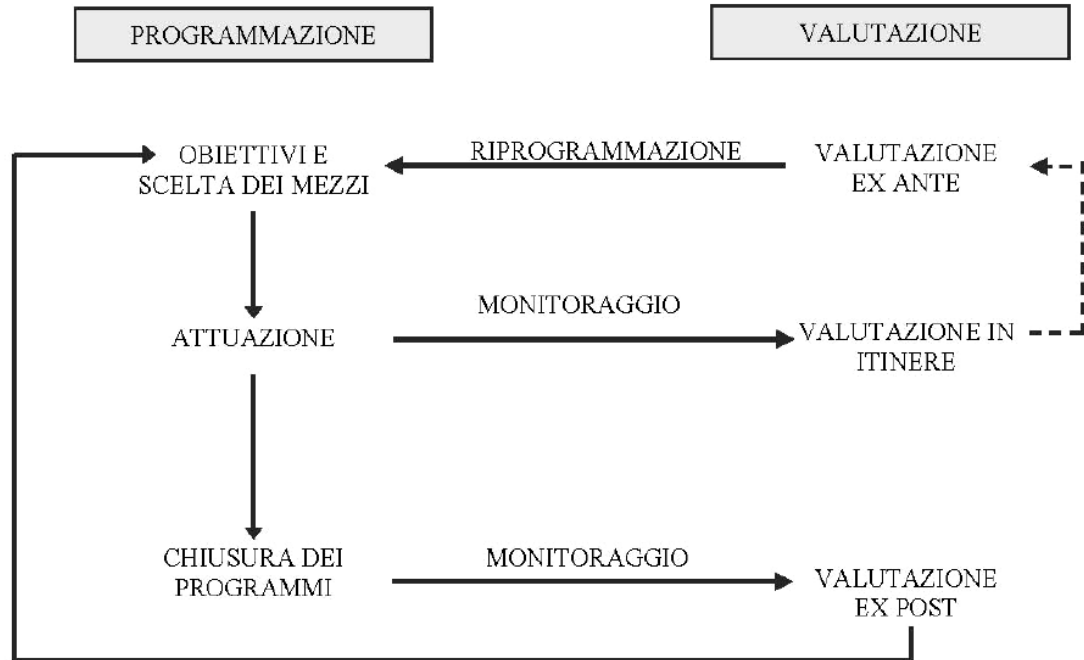 PROGRAMMAZIONE
VALUTAZIONE
OBIETTIVI E
SCELTA DEI MEZZI
RIPROGRAMMAZIONE
VALUTAZIONE
EX ANTE
ATTUAZIONE
MONITORAGGIO
VALUTAZIONE IN
ITINERE
CHIUSURA DEI
PROGRAMMI
MONITORAGGIO
VALUTAZIONE
EX POST